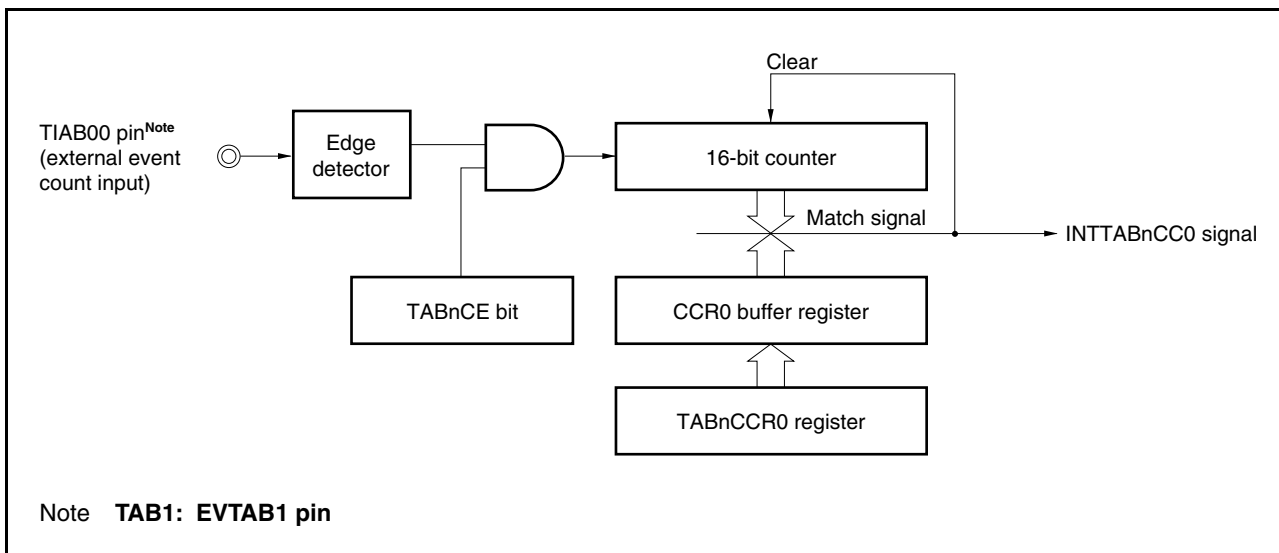 Clear
TIAB00 pinNote
(external event
count input)
Edge
detector
16-bit counter
Match signal
INTTABnCC0 signal
TABnCE bit
CCR0 buffer register
TABnCCR0 register
Note TAB1: EVTAB1 pin